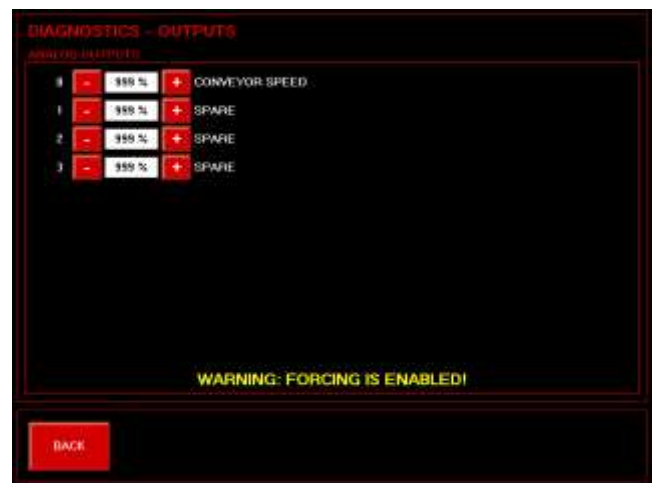 DIAGNOSTICS - OUTPUTS
ANALOG OUTPUTS
0 - 999 % + CONVEYOR SPEED
1 - 999 % + SPARE
2 - 999 % + SPARE
3 - 999 % + SPARE
WARNING: FORCING IS ENABLED!
BACK